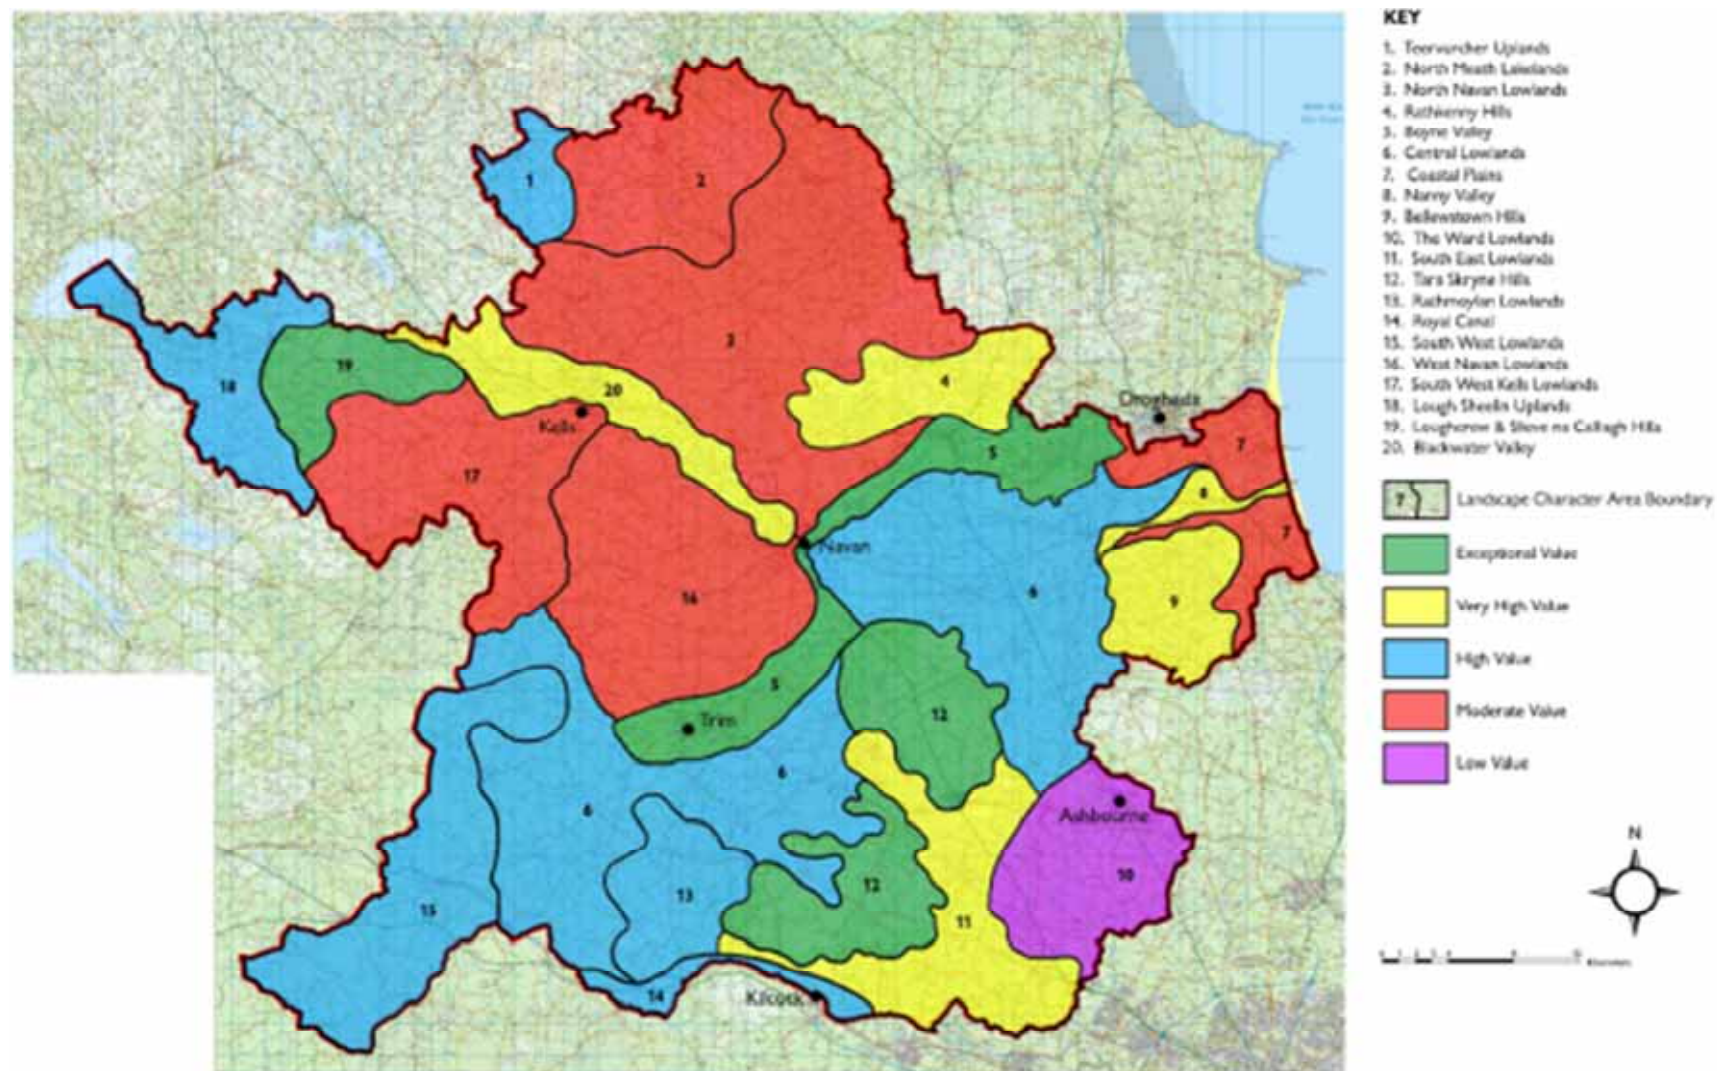 KEY
1. Teervurcher Uplands
2. North Meath Lakelands
3. North Navan Lowlands
4. Rathkenny Hills
5. Boyne Valley
6. Central Lowlands
7. Coastal Plains
8. Nanny Valley
9. Bellewstown Hills
10. The Ward Lowlands
11. South East Lowlands
12. Tara Skryne Hills
13. Rathmoylan Lowlands
14. Royal Canal
15. South West Lowlands
16. West Navan Lowlands
17. South West Kells Lowlands
18. Lough Sheelin Uplands
19. Loughcrew & Slieve na Calliagh Hills
20. Blackwater Valley
7 Landscape Character Area Boundary
Exceptional Value
Very High Value
High Value
Moderate Value
Low Value
N
1
2
3
18
19
20
4
Drogheda
Kells
5
7
17
8
Navan
7
16
6
9
5
Trim
12
6
6
Ashbourne
13
12
10
15
11
14
Kilcock